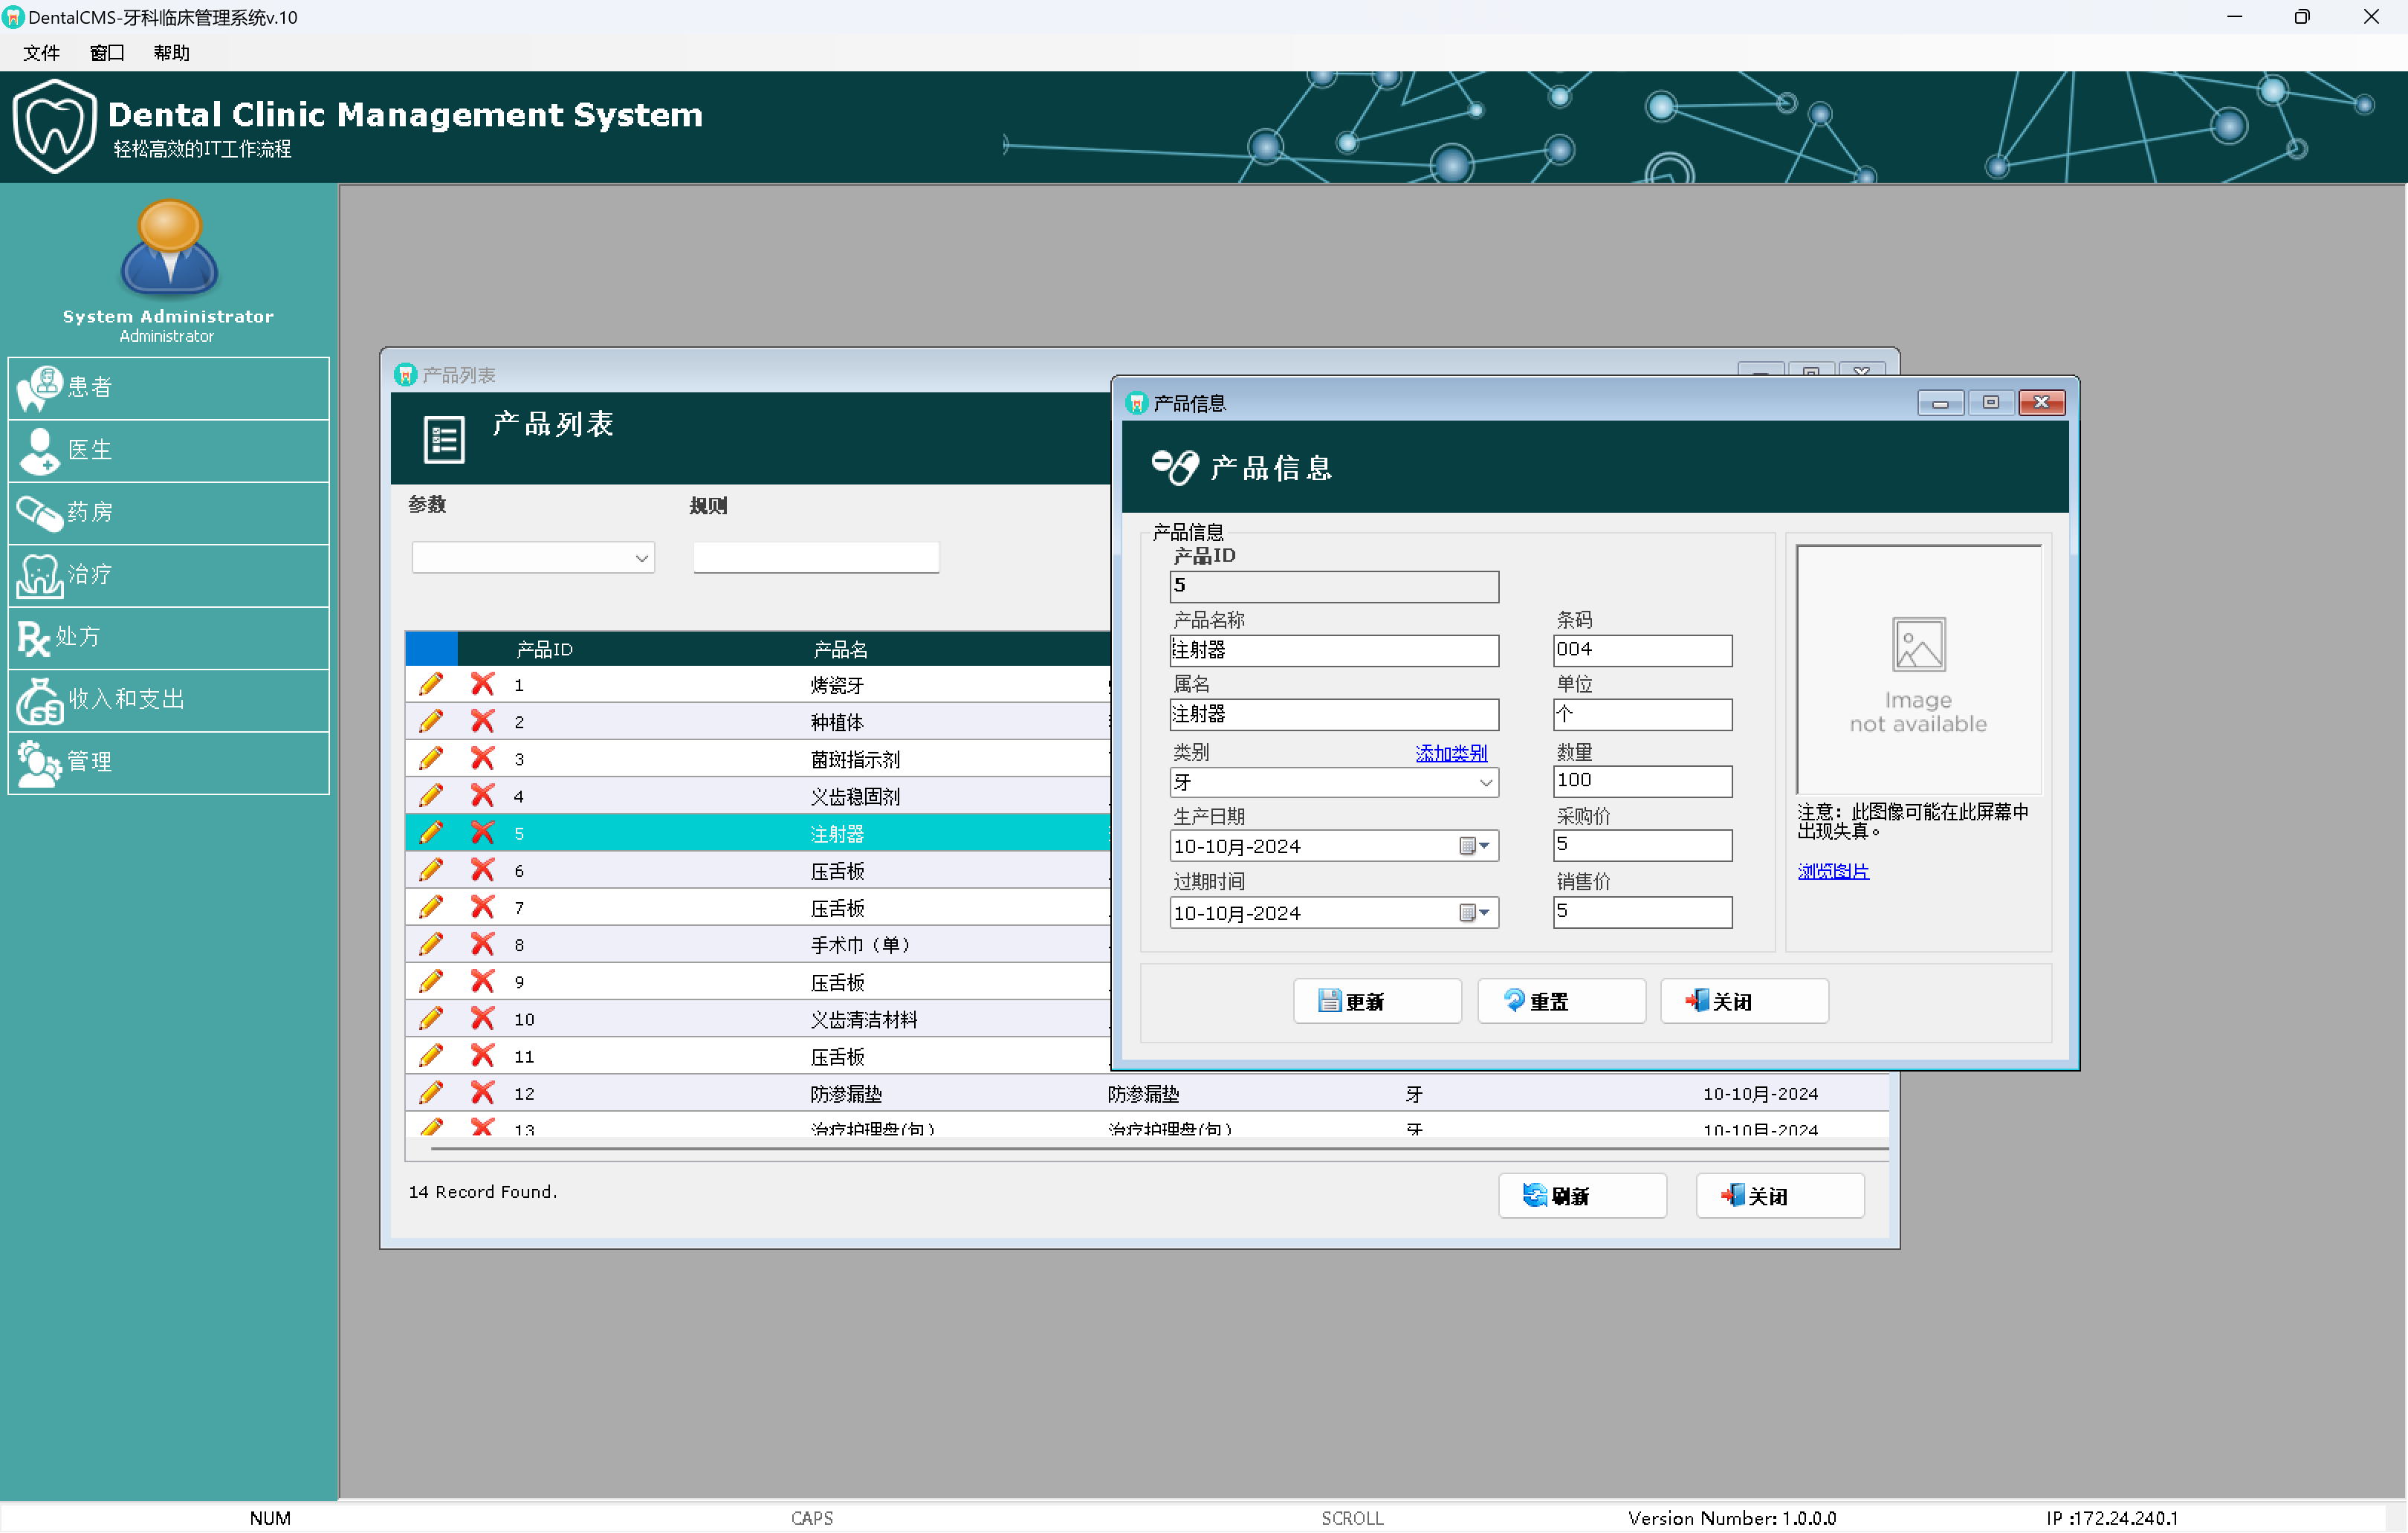 DentalCMS-牙科临床管理系统v.10
文件 窗口 帮助
Dental Clinic Management System
轻松高效的IT工作流程
System Administrator
Administrator
患者
医生
药房
治疗
处方
收入和支出
管理
产品列表
产品列表
参数 规则
产品ID 产品名
1 烤瓷牙
2 种植体
3 菌斑指示剂
4 义齿稳固剂
5 注射器
6 压舌板
7 压舌板
8 手术巾（单）
9 压舌板
10 义齿清洁材料
11 压舌板
12 防渗漏垫 防渗漏垫 牙 10-10月-2024
13 治疗护理盘(包) 治疗护理盘(包) 牙 10-10月-2024
14 Record Found.
刷新 关闭
产品信息
产品信息
产品信息
产品ID
5
产品名称 条码
注射器 004
属名 单位
注射器 个
类别 添加类别 数量
牙 100
生产日期 采购价
10-10月-2024 5
过期时间 销售价
10-10月-2024 5
Image
not available
注意：此图像可能在此屏幕中
出现失真。
浏览图片
更新 重置 关闭
NUM CAPS SCROLL Version Number: 1.0.0.0 IP :172.24.240.1